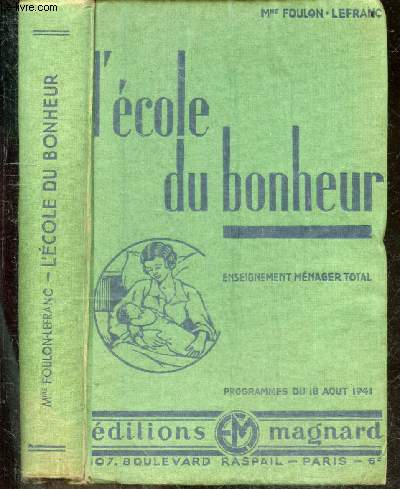 Mme FOULON-LEFRANC - L'ÉCOLE DU BONHEUR
Mme FOULON-LEFRANC
l'école
du bonheur
ENSEIGNEMENT MÉNAGER TOTAL
PROGRAMMES DU 18 AOUT 1941
éditions EM magnard
107. BOULEVARD RASPAIL - PARIS - 6e